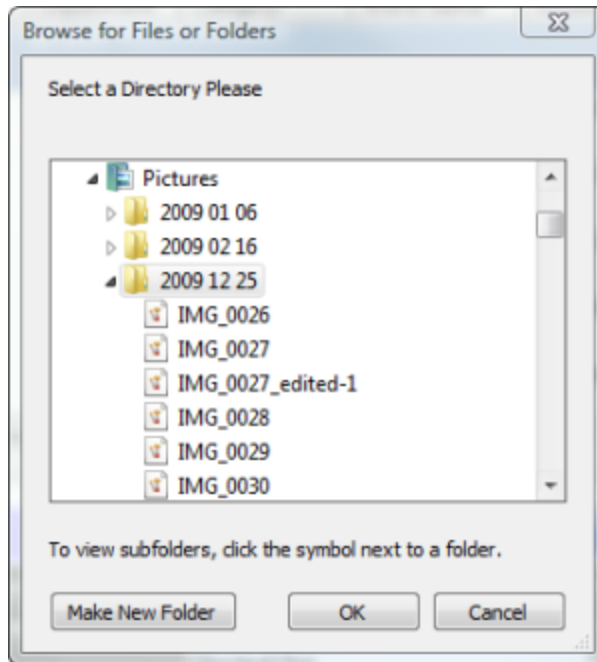 Browse for Files or Folders
Select a Directory Please
Pictures
2009 01 06
2009 02 16
2009 12 25
IMG_0026
IMG_0027
IMG_0027_edited-1
IMG_0028
IMG_0029
IMG_0030
To view subfolders, click the symbol next to a folder.
Make New Folder OK Cancel